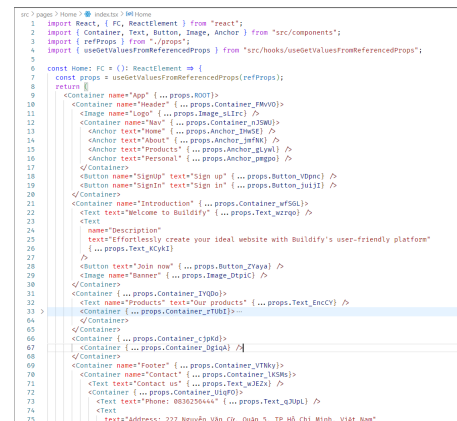 src > pages > Home > index.tsx > Home
1 import React, { FC, ReactElement } from "react";
2 import { Container, Text, Button, Image, Anchor } from "src/components";
3 import { refProps } from "./props";
4 import { useGetValuesFromReferencedProps } from "src/hooks/useGetValuesFromReferencedProps";
5
6 const Home: FC = (): ReactElement ⇒ {
7 const props = useGetValuesFromReferencedProps(refProps);
8 return (
9 <Container name="App" { ... props.ROOT}>
10 <Container name="Header" { ... props.Container_FMvVO}>
11 <Image name="Logo" { ... props.Image_sLIrc} />
12 <Container name="Nav" { ... props.Container_nJSWU}>
13 <Anchor text="Home" { ... props.Anchor_IHwSE} />
14 <Anchor text="About" { ... props.Anchor_jmfNK} />
15 <Anchor text="Products" { ... props.Anchor_gLywl} />
16 <Anchor text="Personal" { ... props.Anchor_pmgpo} />
17 </Container>
18 <Button name="SignUp" text="Sign up" { ... props.Button_VDpnc} />
19 <Button name="SignIn" text="Sign in" { ... props.Button_juijI} />
20 </Container>
21 <Container name="Introduction" { ... props.Container_wfSGL}>
22 <Text text="Welcome to Buildify" { ... props.Text_wzrqo} />
23 <Text
24 name="Description"
25 text="Effortlessly create your ideal website with Buildify's user-friendly platform"
26 { ... props.Text_KCykI}
27 />
28 <Button text="Join now" { ... props.Button_ZYaya} />
29 <Image name="Banner" { ... props.Image_DtpiC} />
30 </Container>
31 <Container { ... props.Container_IYQDo}>
32 <Text name="Products" text="Our products" { ... props.Text_EncCY} />
33 > <Container { ... props.Container_rTUbI}>···
64 </Container>
65 </Container>
66 <Container { ... props.Container_cjpKd}>
67 <Container { ... props.Container_DgiqA} />
68 </Container>
69 <Container name="Footer" { ... props.Container_VTNky}>
70 <Container name="Contact" { ... props.Container_lKSMs}>
71 <Text text="Contact us" { ... props.Text_wJEZx} />
72 <Container { ... props.Container_UiqFO}>
73 <Text text="Phone: 0836256444" { ... props.Text_qJUpL} />
74 <Text
75 text="Address: 227 Nguyễn Văn Cừ, Quận 5, TP Hồ Chí Minh, Việt Nam"